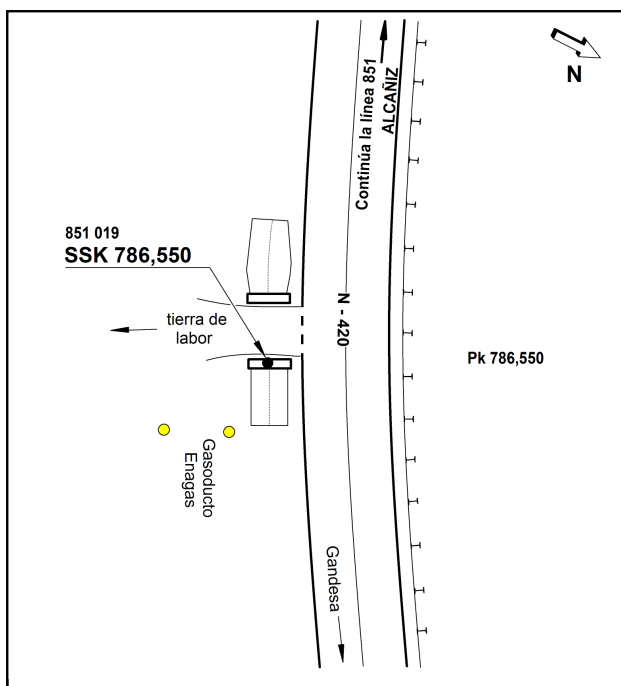 N
Continúa la línea 851
ALCAÑIZ
851 019
SSK 786,550
tierra de
labor
N - 420
Pk 786,550
Gasoducto
Enagas
Gandesa